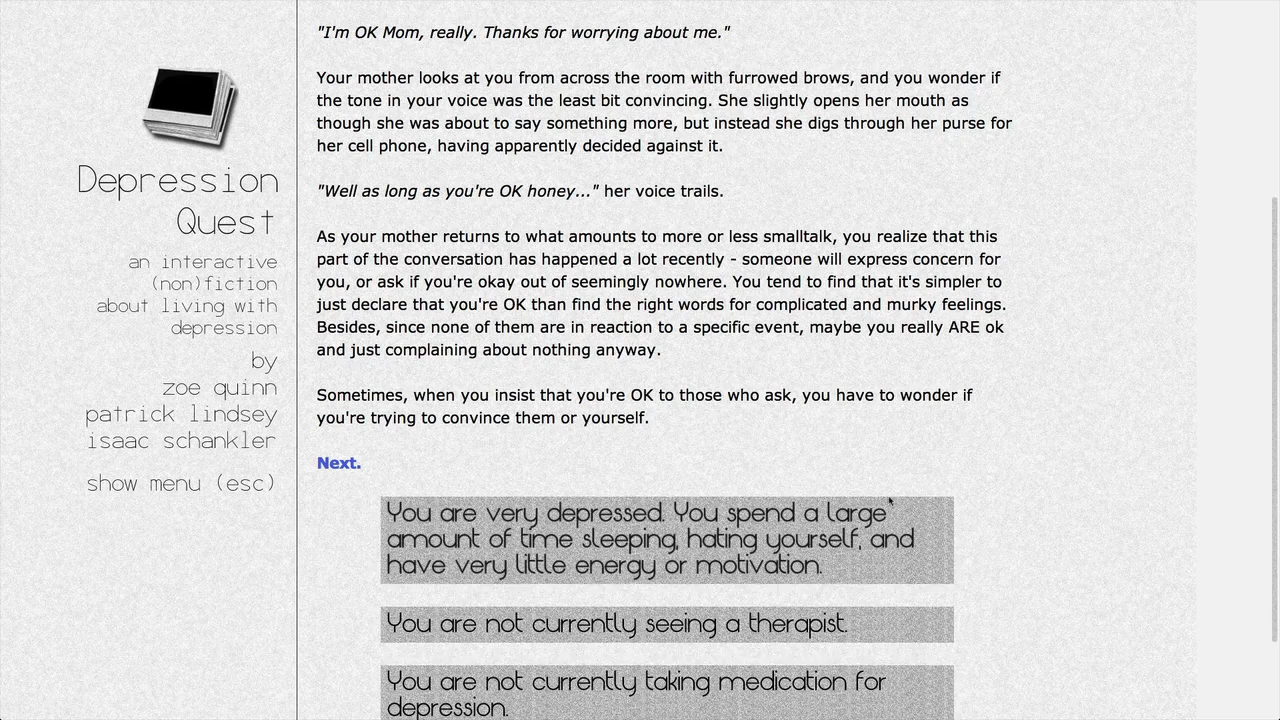 Depression
Quest
an interactive
(non)fiction
about living with
depression
by
zoe quinn
patrick lindsey
isaac schankler
show menu (esc)
"I'm OK Mom, really. Thanks for worrying about me."
Your mother looks at you from across the room with furrowed brows, and you wonder if
the tone in your voice was the least bit convincing. She slightly opens her mouth as
though she was about to say something more, but instead she digs through her purse for
her cell phone, having apparently decided against it.
"Well as long as you're OK honey..." her voice trails.
As your mother returns to what amounts to more or less smalltalk, you realize that this
part of the conversation has happened a lot recently - someone will express concern for
you, or ask if you're okay out of seemingly nowhere. You tend to find that it's simpler to
just declare that you're OK than find the right words for complicated and murky feelings.
Besides, since none of them are in reaction to a specific event, maybe you really ARE ok
and just complaining about nothing anyway.
Sometimes, when you insist that you're OK to those who ask, you have to wonder if
you're trying to convince them or yourself.
Next.
You are very depressed. You spend a large
amount of time sleeping, hating yourself, and
have very little energy or motivation.
You are not currently seeing a therapist.
You are not currently taking medication for
depression.